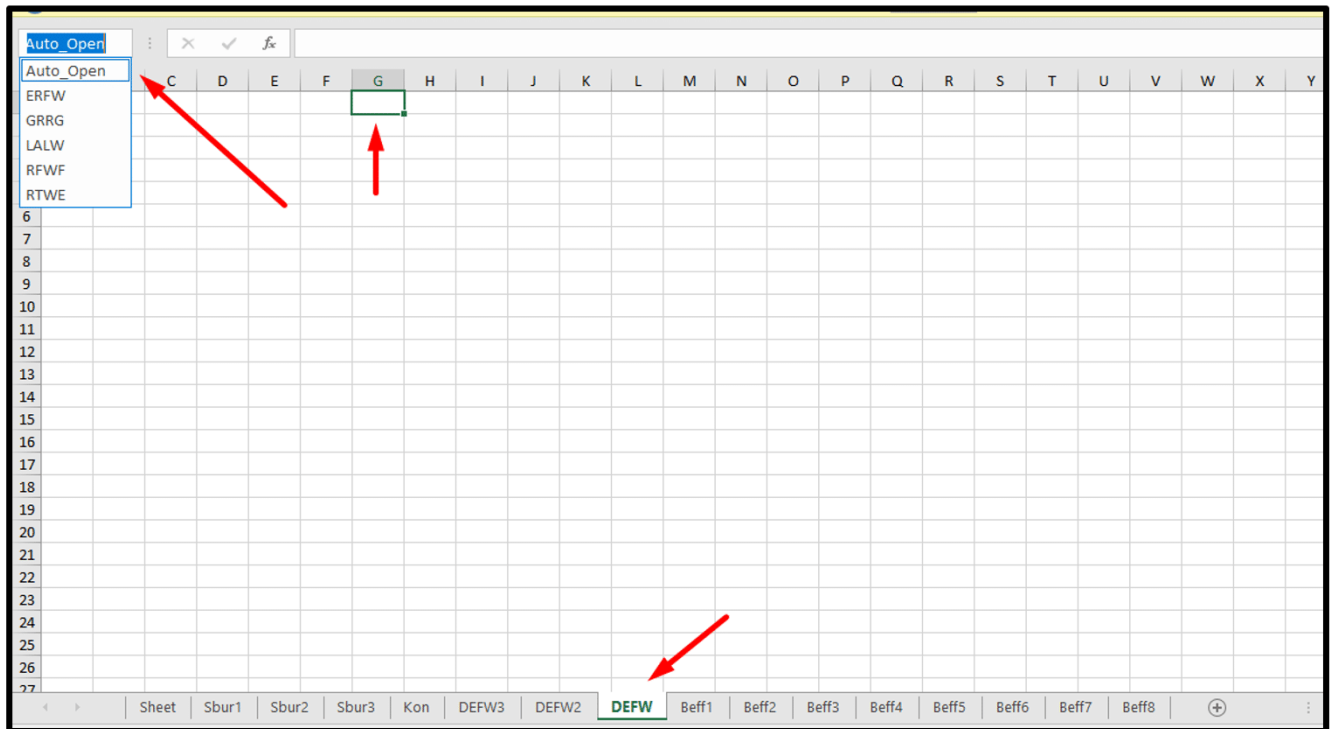 Auto_Open
fx
Auto_Open
ERFW
GRRG
LALW
RFWF
RTWE
C D E F G H I J K L M N O P Q R S T U V W X Y
6
7
8
9
10
11
12
13
14
15
16
17
18
19
20
21
22
23
24
25
26
27
Sheet Sbur1 Sbur2 Sbur3 Kon DEFW3 DEFW2 DEFW Beff1 Beff2 Beff3 Beff4 Beff5 Beff6 Beff7 Beff8